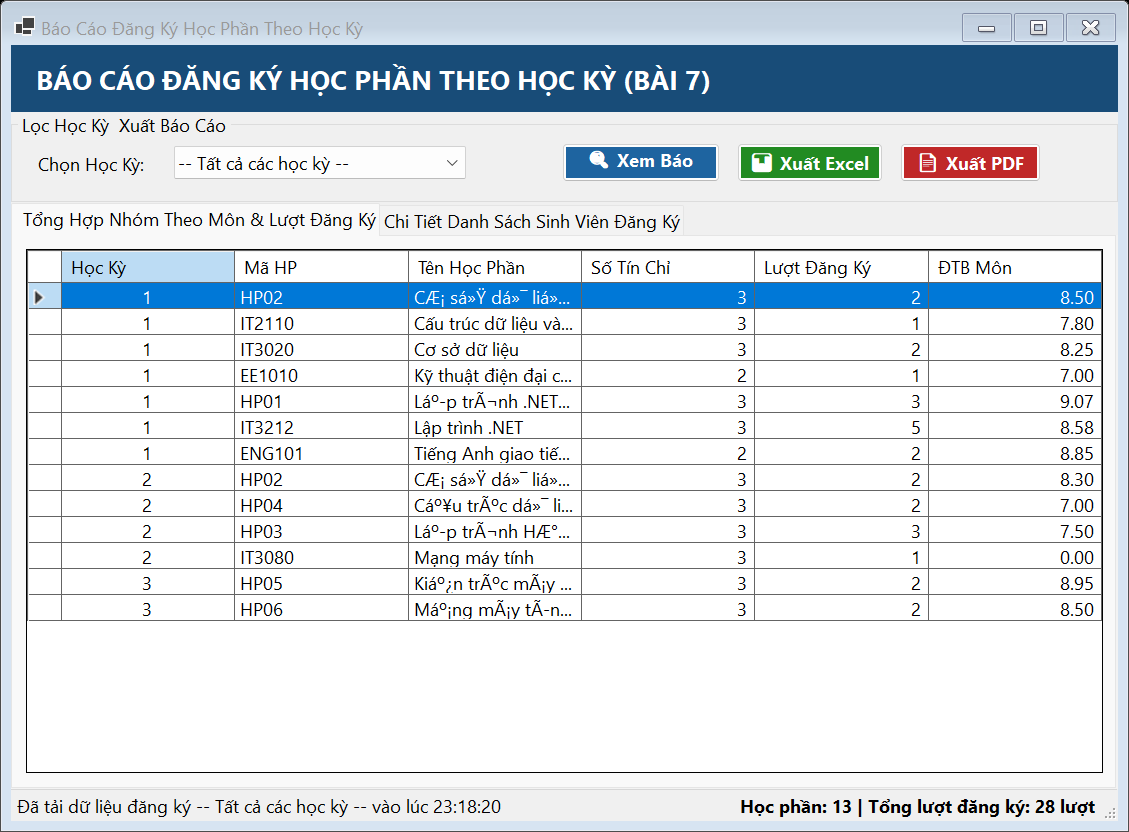 Báo Cáo Đăng Ký Học Phần Theo Học Kỳ
BÁO CÁO ĐĂNG KÝ HỌC PHẦN THEO HỌC KỲ (BÀI 7)
Lọc Học Kỳ Xuất Báo Cáo
Chọn Học Kỳ: -- Tất cả các học kỳ -- Xem Báo Xuất Excel Xuất PDF
Tổng Hợp Nhóm Theo Môn & Lượt Đăng Ký Chi Tiết Danh Sách Sinh Viên Đăng Ký
Học Kỳ Mã HP Tên Học Phần Số Tín Chỉ Lượt Đăng Ký ĐTB Môn
1 HP02 CÆ¡ sá»Ÿ dá»¯ liá»... 3 2 8.50
1 IT2110 Cấu trúc dữ liệu và... 3 1 7.80
1 IT3020 Cơ sở dữ liệu 3 2 8.25
1 EE1010 Kỹ thuật điện đại c... 2 1 7.00
1 HP01 Láº-p trÃ¬nh .NET... 3 3 9.07
1 IT3212 Lập trình .NET 3 5 8.58
1 ENG101 Tiếng Anh giao tiế... 2 2 8.85
2 HP02 CÆ¡ sá»Ÿ dá»¯ liá»... 3 2 8.30
2 HP04 Cáº¥u trÃºc dá»¯ li... 3 2 7.00
2 HP03 Láº-p trÃ¬nh HÆ°... 3 3 7.50
2 IT3080 Mạng máy tính 3 1 0.00
3 HP05 Kiáº¿n trÃºc mÃ¡y ... 3 2 8.95
3 HP06 Máº¡ng mÃ¡y tÃ-n... 3 2 8.50
Đã tải dữ liệu đăng ký -- Tất cả các học kỳ -- vào lúc 23:18:20 Học phần: 13 | Tổng lượt đăng ký: 28 lượt